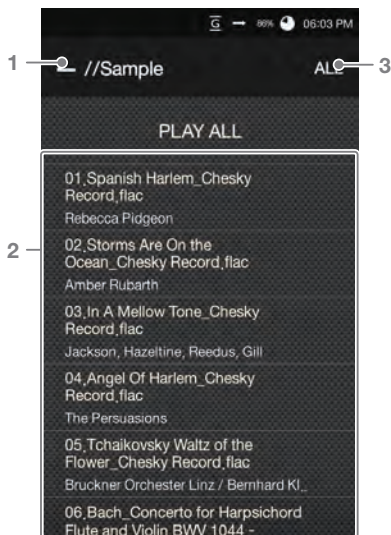 G 86% 06:03 PM
1 //Sample ALL 3
PLAY ALL
01,Spanish Harlem_Chesky
Record,flac
Rebecca Pidgeon
2
02,Storms Are On the
Ocean_Chesky Record,flac
Amber Rubarth
03,In A Mellow Tone_Chesky
Record,flac
Jackson, Hazeltine, Reedus, Gill
04,Angel Of Harlem_Chesky
Record,flac
The Persuasions
05,Tchaikovsky Waltz of the
Flower_Chesky Record,flac
Bruckner Orchester Linz / Bernhard Kl_
06,Bach_Concerto for Harpsichord
Flute and Violin BWV 1044 -